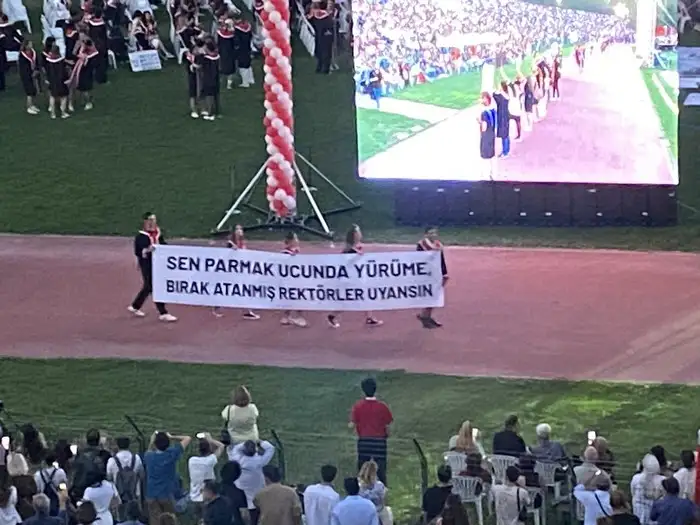 SEN PARMAK UCUNDA YÜRÜME,
BIRAK ATANMIŞ REKTÖRLER UYANSIN